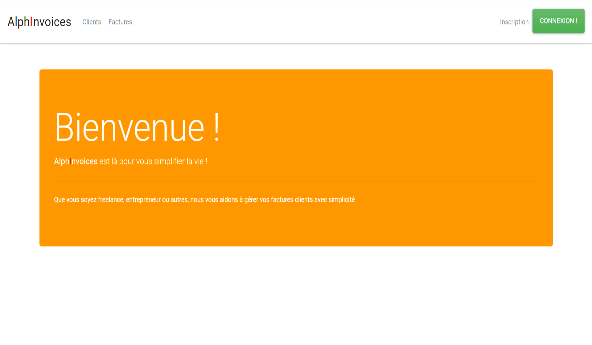 AlphInvoices
Clients
Factures
Inscription
CONNEXION !
Bienvenue !
AlphInvoices est là pour vous simplifier la vie !
Que vous soyez freelance, entrepreneur ou autres, nous vous aidons à gérer vos factures clients avec simplicité